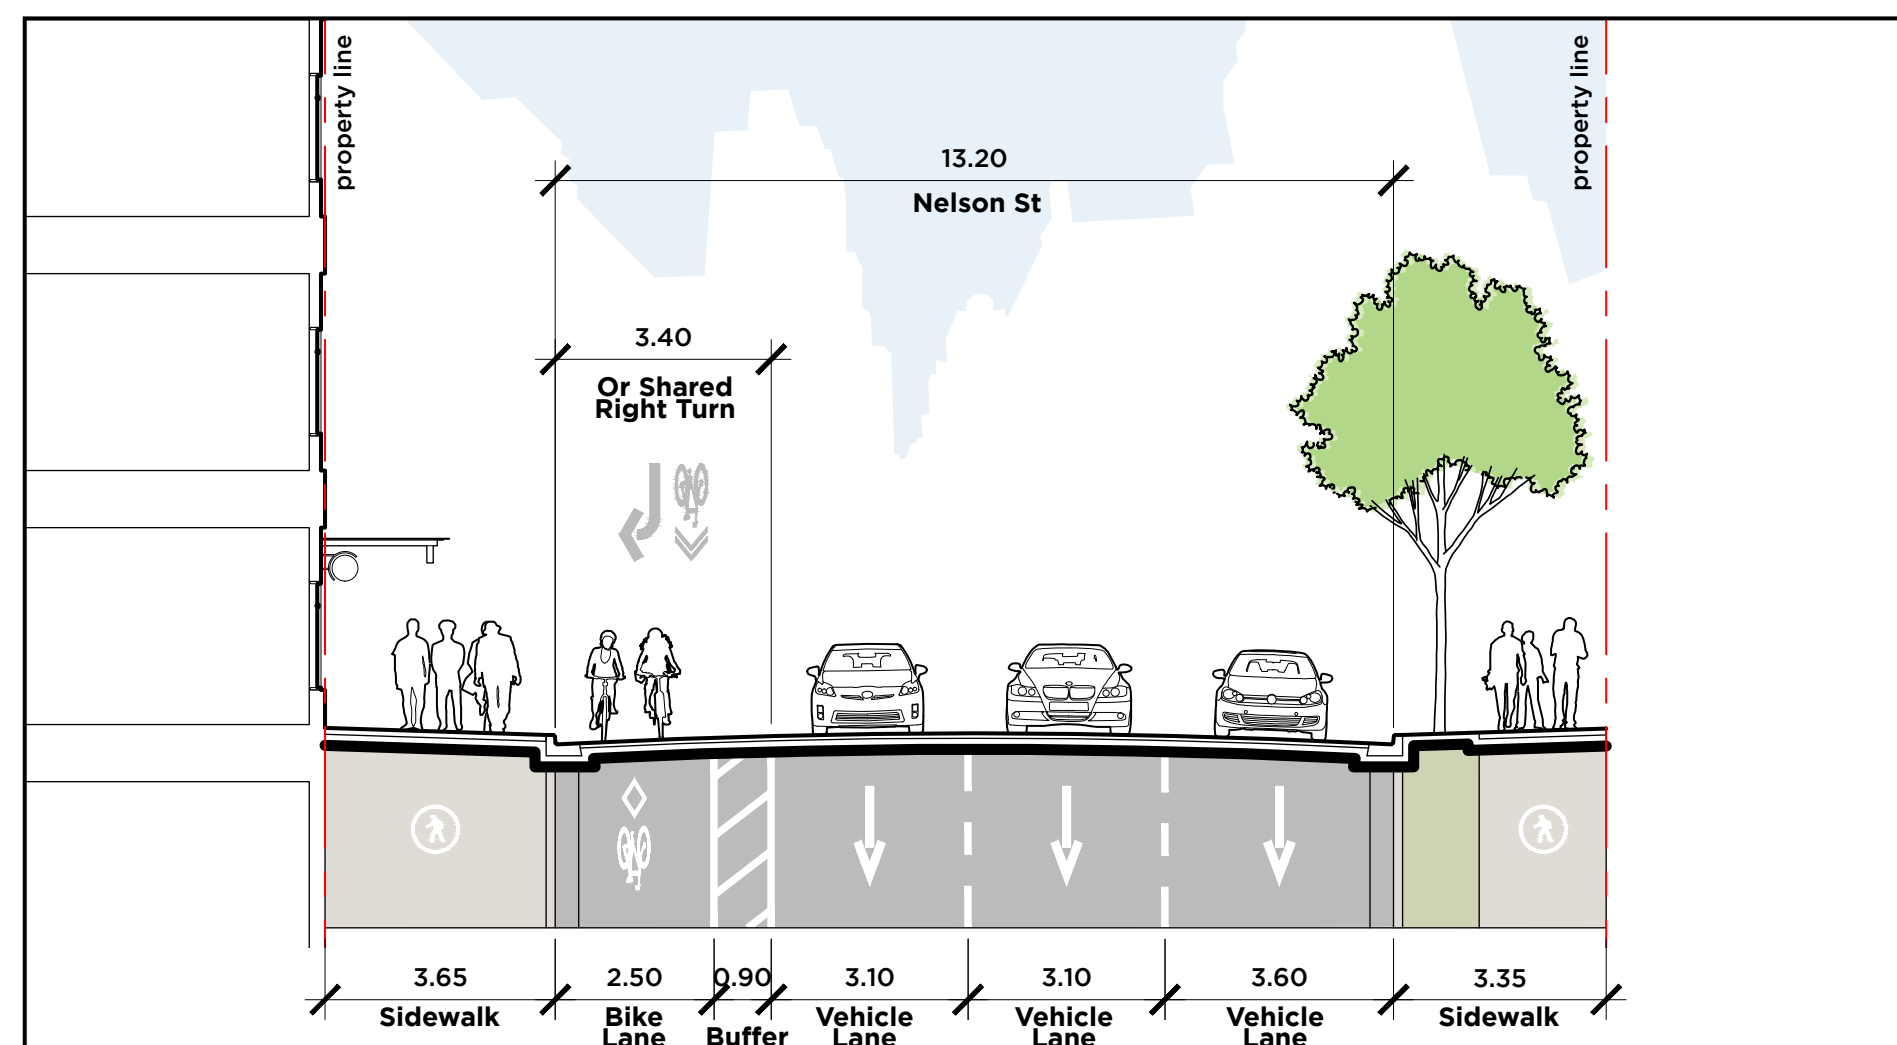 property line
property line
13.20
Nelson St
3.40
Or Shared
Right Turn
3.65
2.50
0.90
3.10
3.10
3.60
3.35
Sidewalk
Bike
Lane
Buffer
Vehicle
Lane
Vehicle
Lane
Vehicle
Lane
Sidewalk